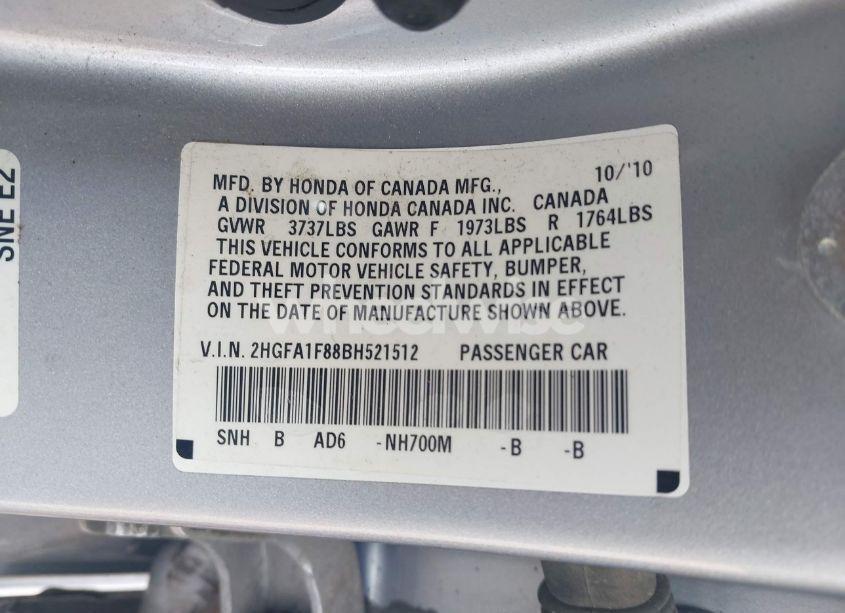 SNE E2
10/'10
MFD. BY HONDA OF CANADA MFG.,
A DIVISION OF HONDA CANADA INC. CANADA
GVWR 3737LBS GAWR F 1973LBS R 1764LBS
THIS VEHICLE CONFORMS TO ALL APPLICABLE
FEDERAL MOTOR VEHICLE SAFETY, BUMPER,
AND THEFT PREVENTION STANDARDS IN EFFECT
ON THE DATE OF MANUFACTURE SHOWN ABOVE.
wheelwise
V.I.N. 2HGFA1F88BH521512 PASSENGER CAR
SNH B AD6 -NH700M -B -B